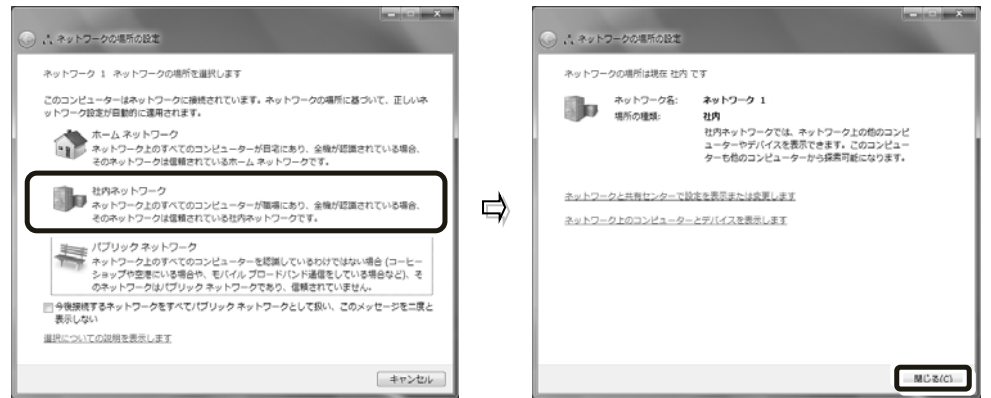 ネットワークの場所の設定
ネットワーク 1 ネットワークの場所を選択します
このコンピューターはネットワークに接続されています。ネットワークの場所に基づいて、正しいネ
ットワーク設定が自動的に適用されます。
ホーム ネットワーク
ネットワーク上のすべてのコンピューターが自宅にあり、全機が認識されている場合、
そのネットワークは信頼されているホーム ネットワークです。
社内ネットワーク
ネットワーク上のすべてのコンピューターが職場にあり、全機が認識されている場合、
そのネットワークは信頼されている社内ネットワークです。
パブリック ネットワーク
ネットワーク上のすべてのコンピューターを認識しているわけではない場合 (コーヒー
ショップや空港にいる場合や、モバイル ブロードバンド通信をしている場合など)、そ
のネットワークはパブリック ネットワークであり、信頼されていません。
今後接続するネットワークをすべてパブリック ネットワークとして扱い、このメッセージを二度と
表示しない
選択についての説明を表示します
キャンセル
ネットワークの場所の設定
ネットワークの場所は現在 社内 です
ネットワーク名: ネットワーク 1
場所の種類: 社内
社内ネットワークでは、ネットワーク上の他のコンピ
ューターやデバイスを表示できます。このコンピュー
ターも他のコンピューターから探索可能になります。
ネットワークと共有センターで設定を表示または変更します
ネットワーク上のコンピューターとデバイスを表示します
閉じる(C)